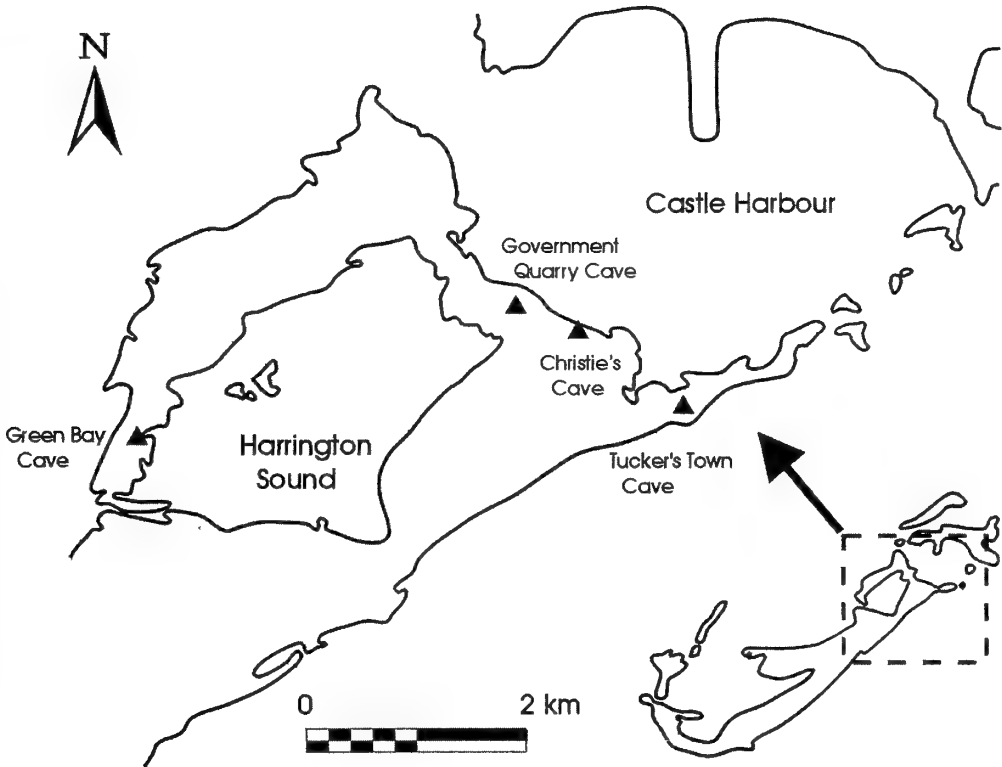 N
Castle Harbour
Government
Quarry Cave
Christie's
Cave
Green Bay
Cave
Harrington
Sound
Tucker's Town
Cave
0 2 km